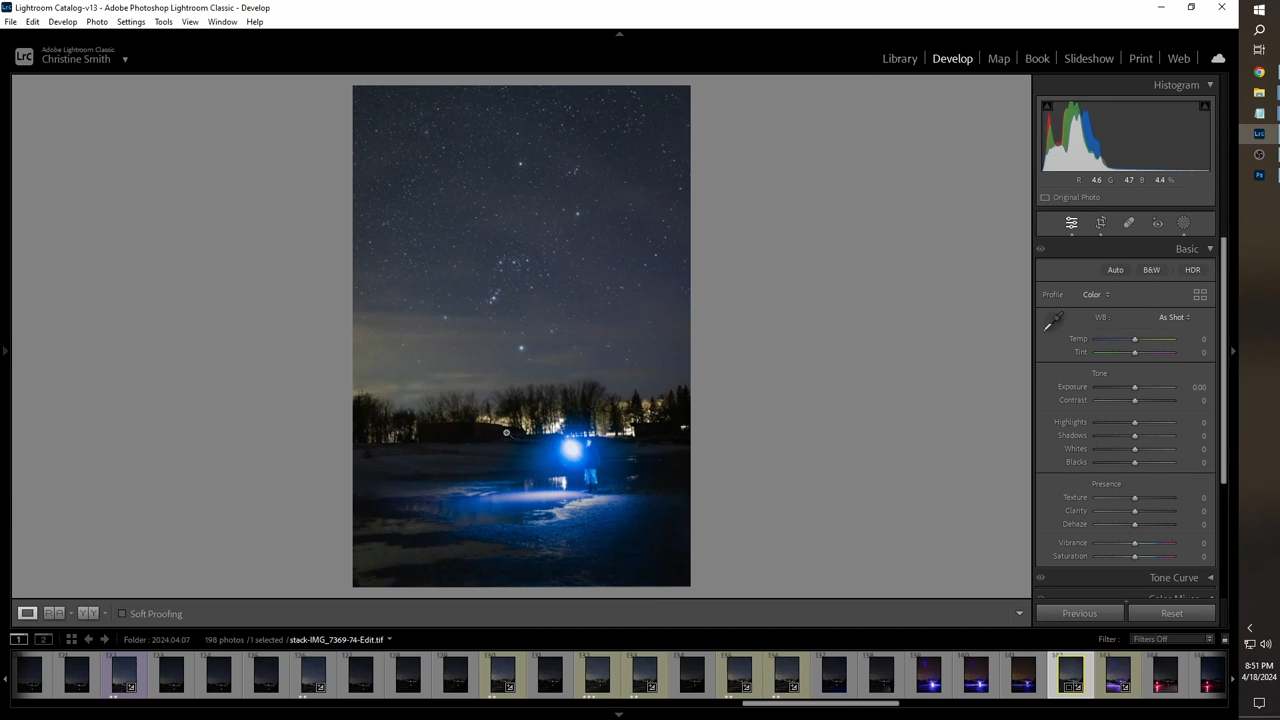 Lightroom Catalog-v13 - Adobe Photoshop Lightroom Classic - Develop
File Edit Develop Photo Settings Tools View Window Help
Lrc Adobe Lightroom Classic
Christine Smith
Library | Develop | Map | Book | Slideshow | Print | Web
Histogram
R 4.6 G 4.7 B 4.4 %
Original Photo
Basic
Auto B&W HDR
Profile: Color
WB: As Shot
Temp 0
Tint 0
Tone
Exposure 0.00
Contrast 0
Highlights 0
Shadows 0
Whites 0
Blacks 0
Presence
Texture 0
Clarity 0
Dehaze 0
Vibrance 0
Saturation 0
Tone Curve
Previous Reset
Soft Proofing
1 2 Folder : 2024.04.07 198 photos / 1 selected / stack-IMG_7369-74-Edit.tif Filter : Filters Off
Lrc
Ps
8:51 PM
4/18/2024